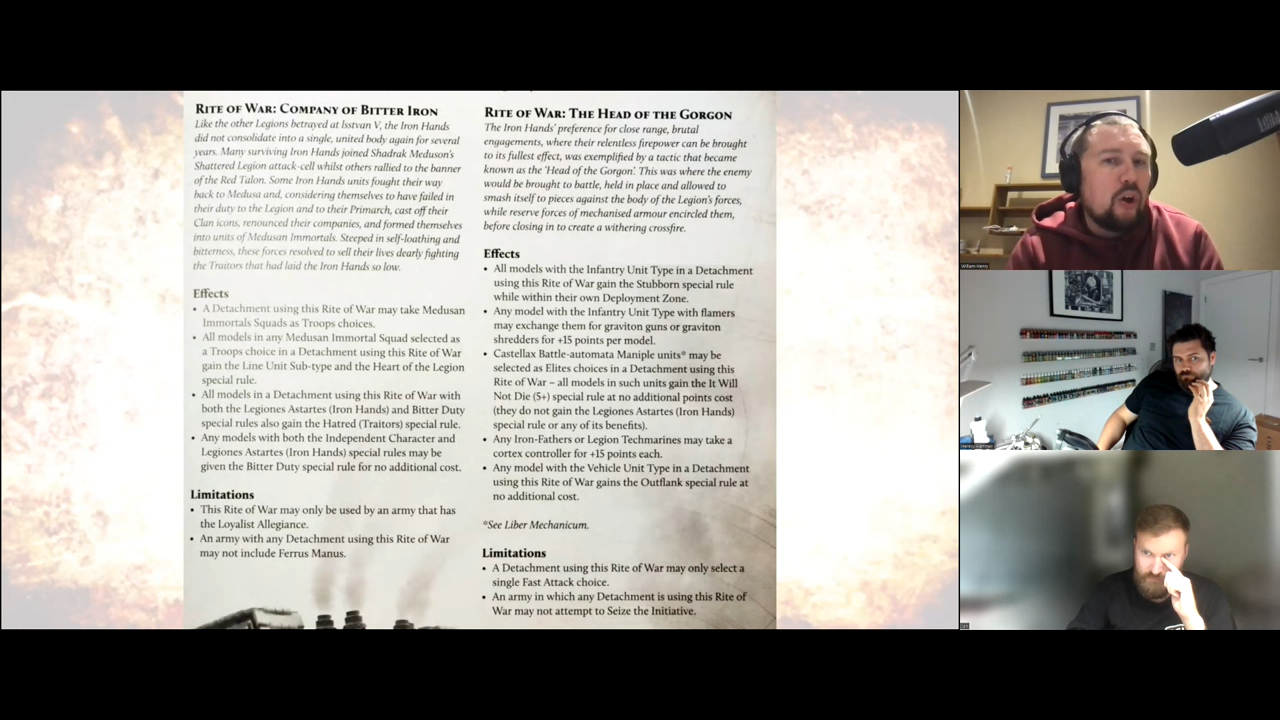 RITE OF WAR: COMPANY OF BITTER IRON
Like the other Legions betrayed at Isstvan V, the Iron Hands
did not consolidate into a single, united body again for several
years. Many surviving Iron Hands joined Shadrak Meduson's
Shattered Legion attack-cell whilst others rallied to the banner
of the Red Talon. Some Iron Hands units fought their way
back to Medusa and, considering themselves to have failed in
their duty to the Legion and to their Primarch, cast off their
Clan icons, renounced their companies, and formed themselves
into units of Medusan Immortals. Steeped in self-loathing and
bitterness, these forces resolved to sell their lives dearly fighting
the Traitors that had laid the Iron Hands so low.
Effects
• A Detachment using this Rite of War may take Medusan
Immortals Squads as Troops choices.
• All models in any Medusan Immortal Squad selected as
a Troops choice in a Detachment using this Rite of War
gain the Line Unit Sub-type and the Heart of the Legion
special rule.
• All models in a Detachment using this Rite of War with
both the Legiones Astartes (Iron Hands) and Bitter Duty
special rules also gain the Hatred (Traitors) special rule.
• Any models with both the Independent Character and
Legiones Astartes (Iron Hands) special rules may be
given the Bitter Duty special rule for no additional cost.
Limitations
• This Rite of War may only be used by an army that has
the Loyalist Allegiance.
• An army with any Detachment using this Rite of War
may not include Ferrus Manus.
RITE OF WAR: THE HEAD OF THE GORGON
The Iron Hands' preference for close range, brutal
engagements, where their relentless firepower can be brought
to its fullest effect, was exemplified by a tactic that became
known as the 'Head of the Gorgon'. This was where the enemy
would be brought to battle, held in place and allowed to
smash itself to pieces against the body of the Legion's forces,
while reserve forces of mechanised armour encircled them,
before closing in to create a withering crossfire.
Effects
• All models with the Infantry Unit Type in a Detachment
using this Rite of War gain the Stubborn special rule
while within their own Deployment Zone.
• Any model with the Infantry Unit Type with flamers
may exchange them for graviton guns or graviton
shredders for +15 points per model.
• Castellax Battle-automata Maniple units* may be
selected as Elites choices in a Detachment using this
Rite of War – all models in such units gain the It Will
Not Die (5+) special rule at no additional points cost
(they do not gain the Legiones Astartes (Iron Hands)
special rule or any of its benefits).
• Any Iron-Fathers or Legion Techmarines may take a
cortex controller for +15 points each.
• Any model with the Vehicle Unit Type in a Detachment
using this Rite of War gains the Outflank special rule at
no additional cost.
*See Liber Mechanicum.
Limitations
• A Detachment using this Rite of War may only select a
single Fast Attack choice.
• An army in which any Detachment is using this Rite of
War may not attempt to Seize the Initiative.